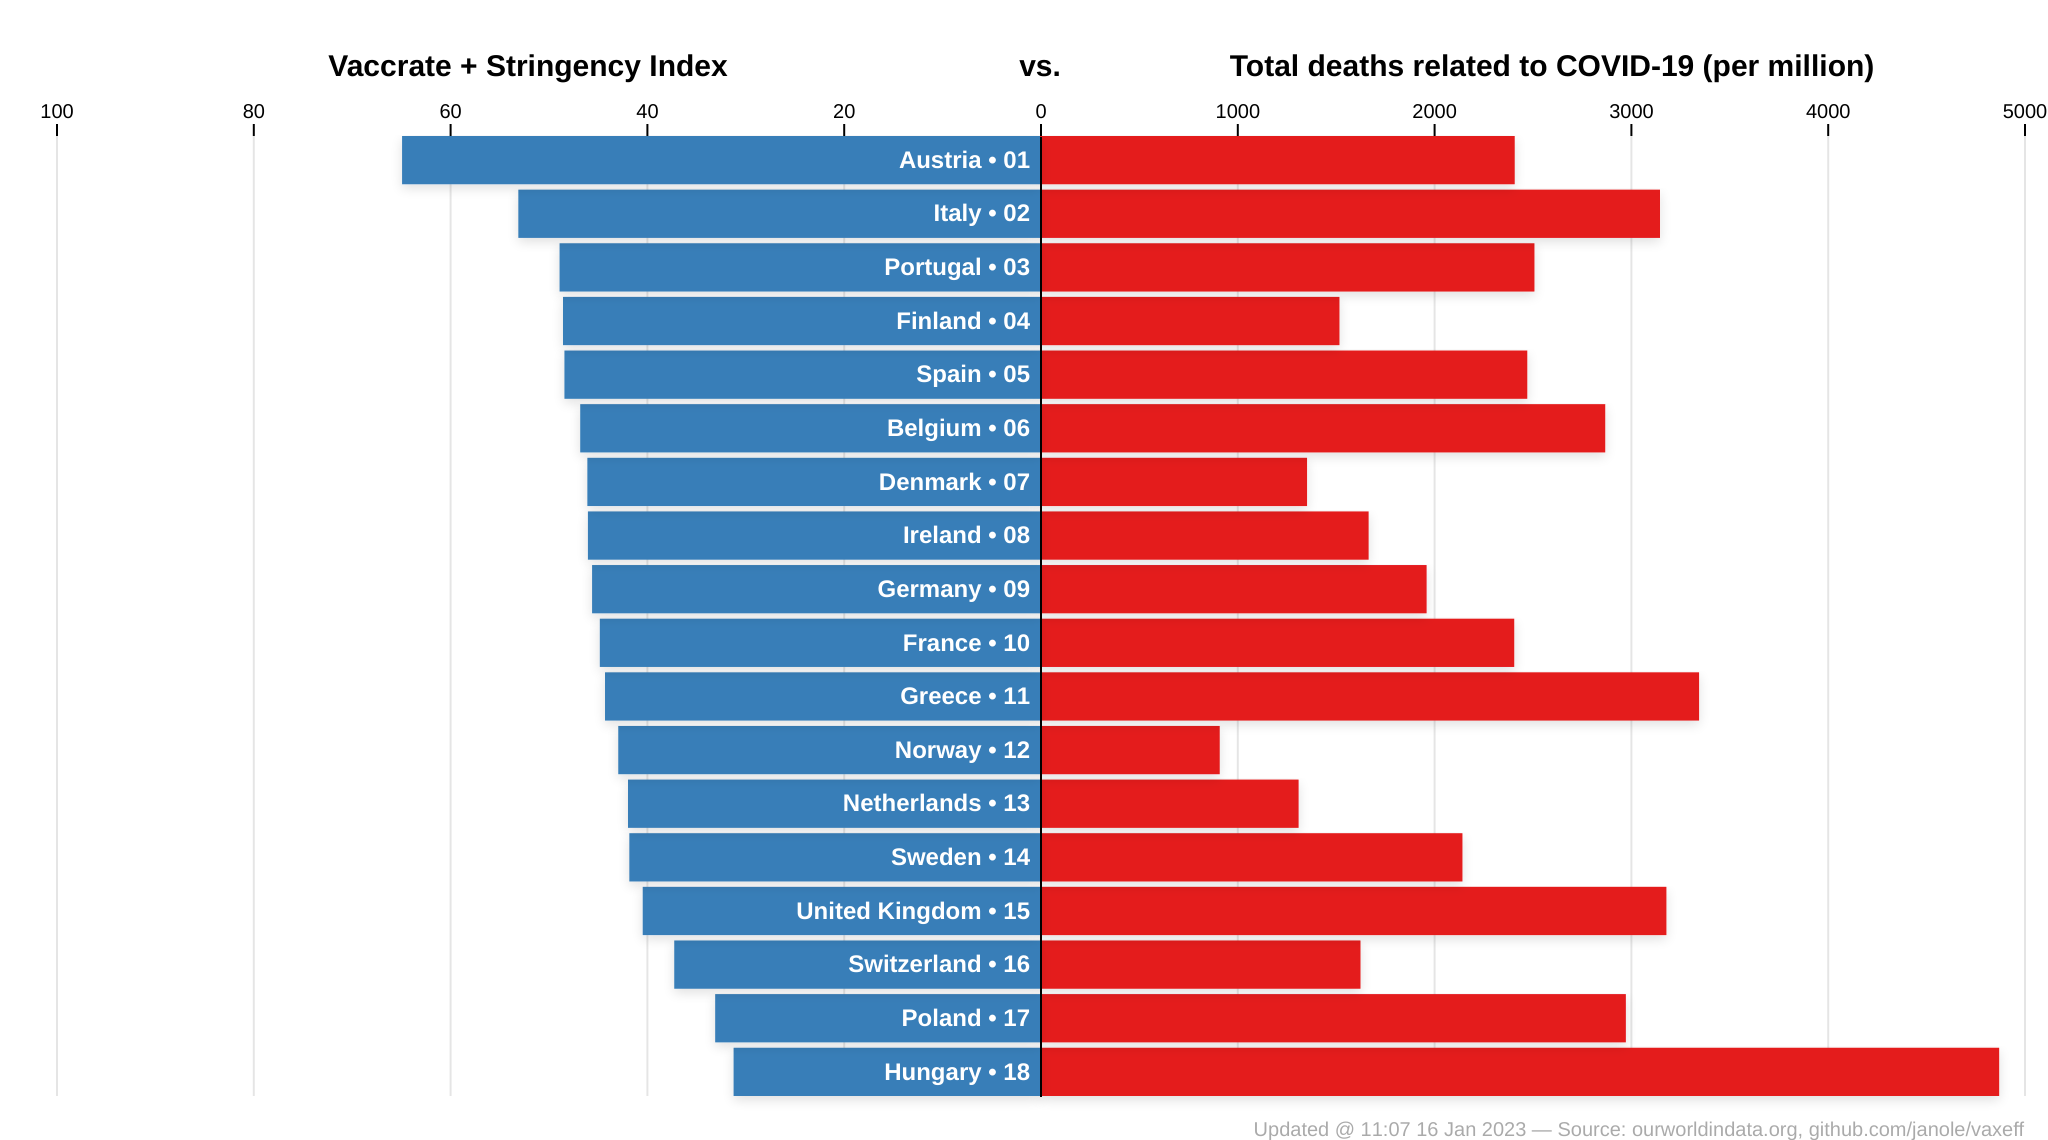 Vaccrate + Stringency Index vs. Total deaths related to COVID-19 (per million)
100 80 60 40 20 0 1000 2000 3000 4000 5000
Austria • 01
Italy • 02
Portugal • 03
Finland • 04
Spain • 05
Belgium • 06
Denmark • 07
Ireland • 08
Germany • 09
France • 10
Greece • 11
Norway • 12
Netherlands • 13
Sweden • 14
United Kingdom • 15
Switzerland • 16
Poland • 17
Hungary • 18
Updated @ 11:07 16 Jan 2023 — Source: ourworldindata.org, github.com/janole/vaxeff